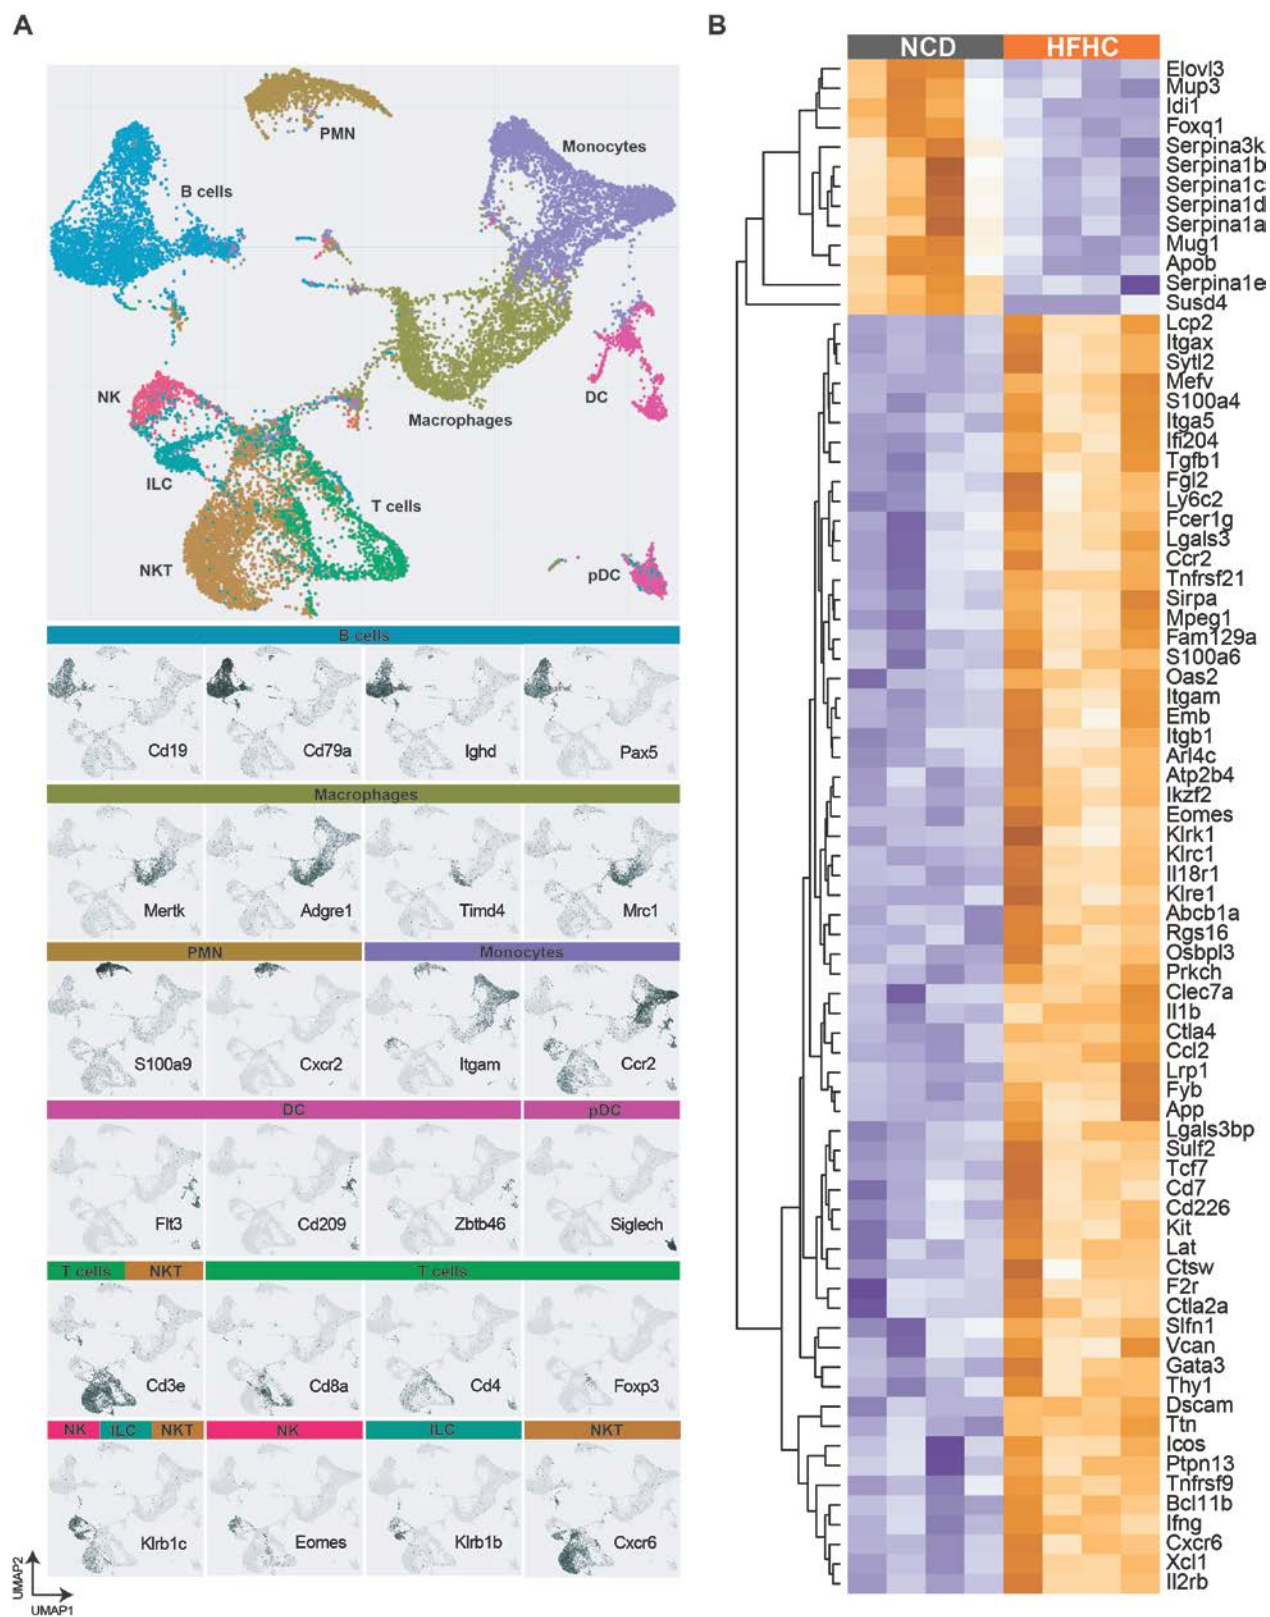 A
PMN
Monocytes
B cells
NK
DC
Macrophages
ILC
T cells
NKT
pDC
B cells
Cd19
Cd79a
Ighd
Pax5
Macrophages
Mertk
Adgre1
Timd4
Mrc1
PMN
Monocytes
S100a9
Cxcr2
Itgam
Ccr2
DC
pDC
Flt3
Cd209
Zbtb46
Siglech
T cells
NKT
T cells
Cd3e
Cd8a
Cd4
Foxp3
NK
ILC
NKT
NK
ILC
NKT
Klrb1c
Eomes
Klrb1b
Cxcr6
UMAP2
UMAP1
B
NCD
HFHC
Elovl3
Mup3
Idi1
Foxq1
Serpina3k
Serpina1b
Serpina1c
Serpina1d
Serpina1a
Mug1
Apob
Serpina1e
Susd4
Lcp2
Itgax
Sytl2
Mefv
S100a4
Itga5
Ifi204
Tgfb1
Fgl2
Ly6c2
Fcer1g
Lgals3
Ccr2
Tnfrsf21
Sirpa
Mpeg1
Fam129a
S100a6
Oas2
Itgam
Emb
Itgb1
Arl4c
Atp2b4
Ikzf2
Eomes
Klrk1
Klrc1
Il18r1
Klre1
Abcb1a
Rgs16
Osbpl3
Prkch
Clec7a
Il1b
Ctla4
Ccl2
Lrp1
Fyb
App
Lgals3bp
Sulf2
Tcf7
Cd7
Cd226
Kit
Lat
Ctsw
F2r
Ctla2a
Slfn1
Vcan
Gata3
Thy1
Dscam
Ttn
Icos
Ptpn13
Tnfrsf9
Bcl11b
Ifng
Cxcr6
Xcl1
Il2rb